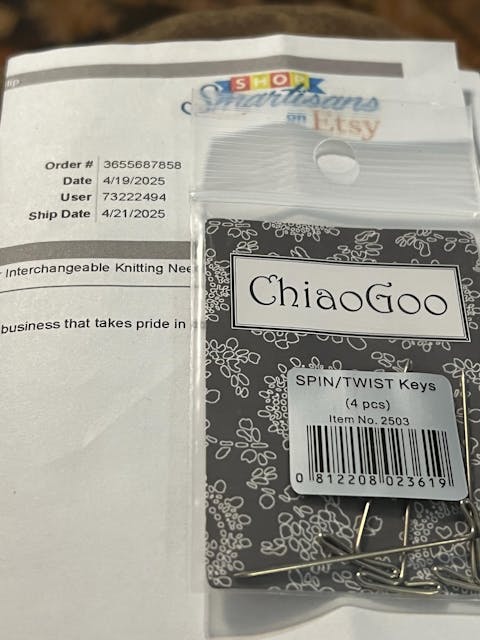 tip
SHOP
Smartisans
on Etsy
Order # 3655687858
Date 4/19/2025
User 73222494
Ship Date 4/21/2025
Interchangeable Knitting Nee
business that takes pride in
ChiaoGoo
SPIN/TWIST Keys
(4 pcs)
Item No. 2503
0 812208 023619